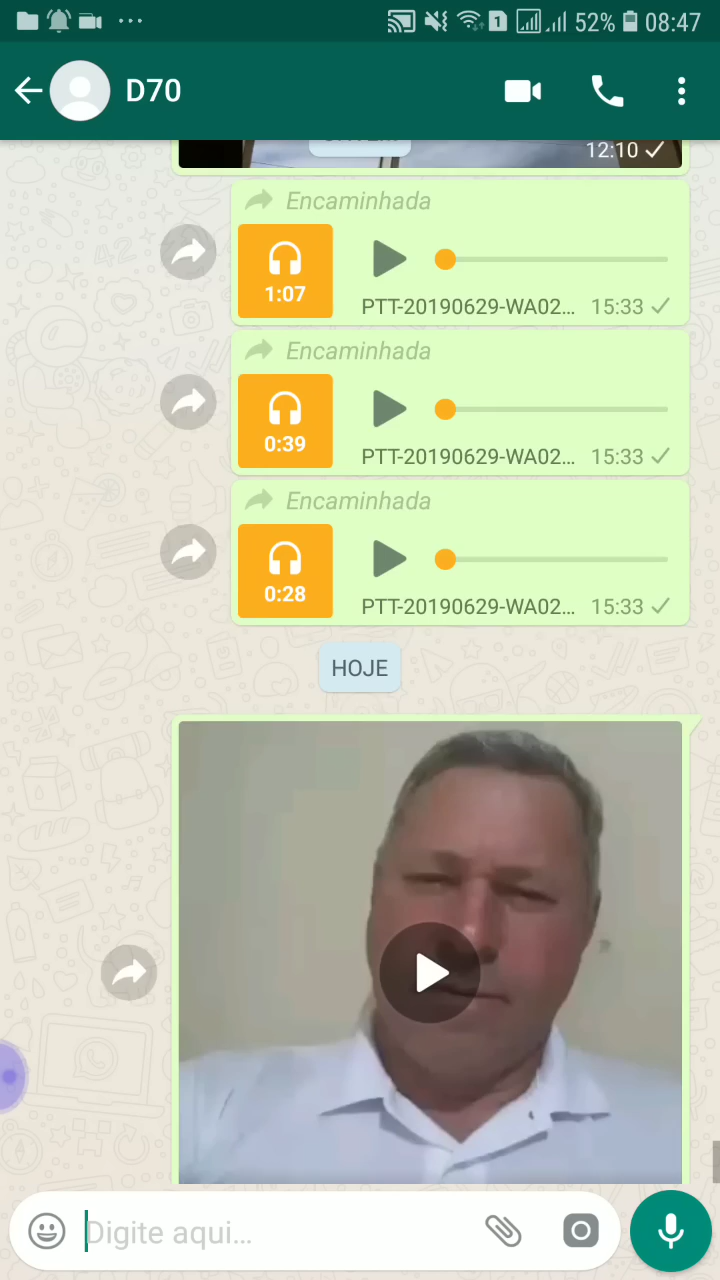 52% 08:47
D70
12:10
Encaminhada
1:07
PTT-20190629-WA02... 15:33
Encaminhada
0:39
PTT-20190629-WA02... 15:33
Encaminhada
0:28
PTT-20190629-WA02... 15:33
HOJE
Digite aqui...